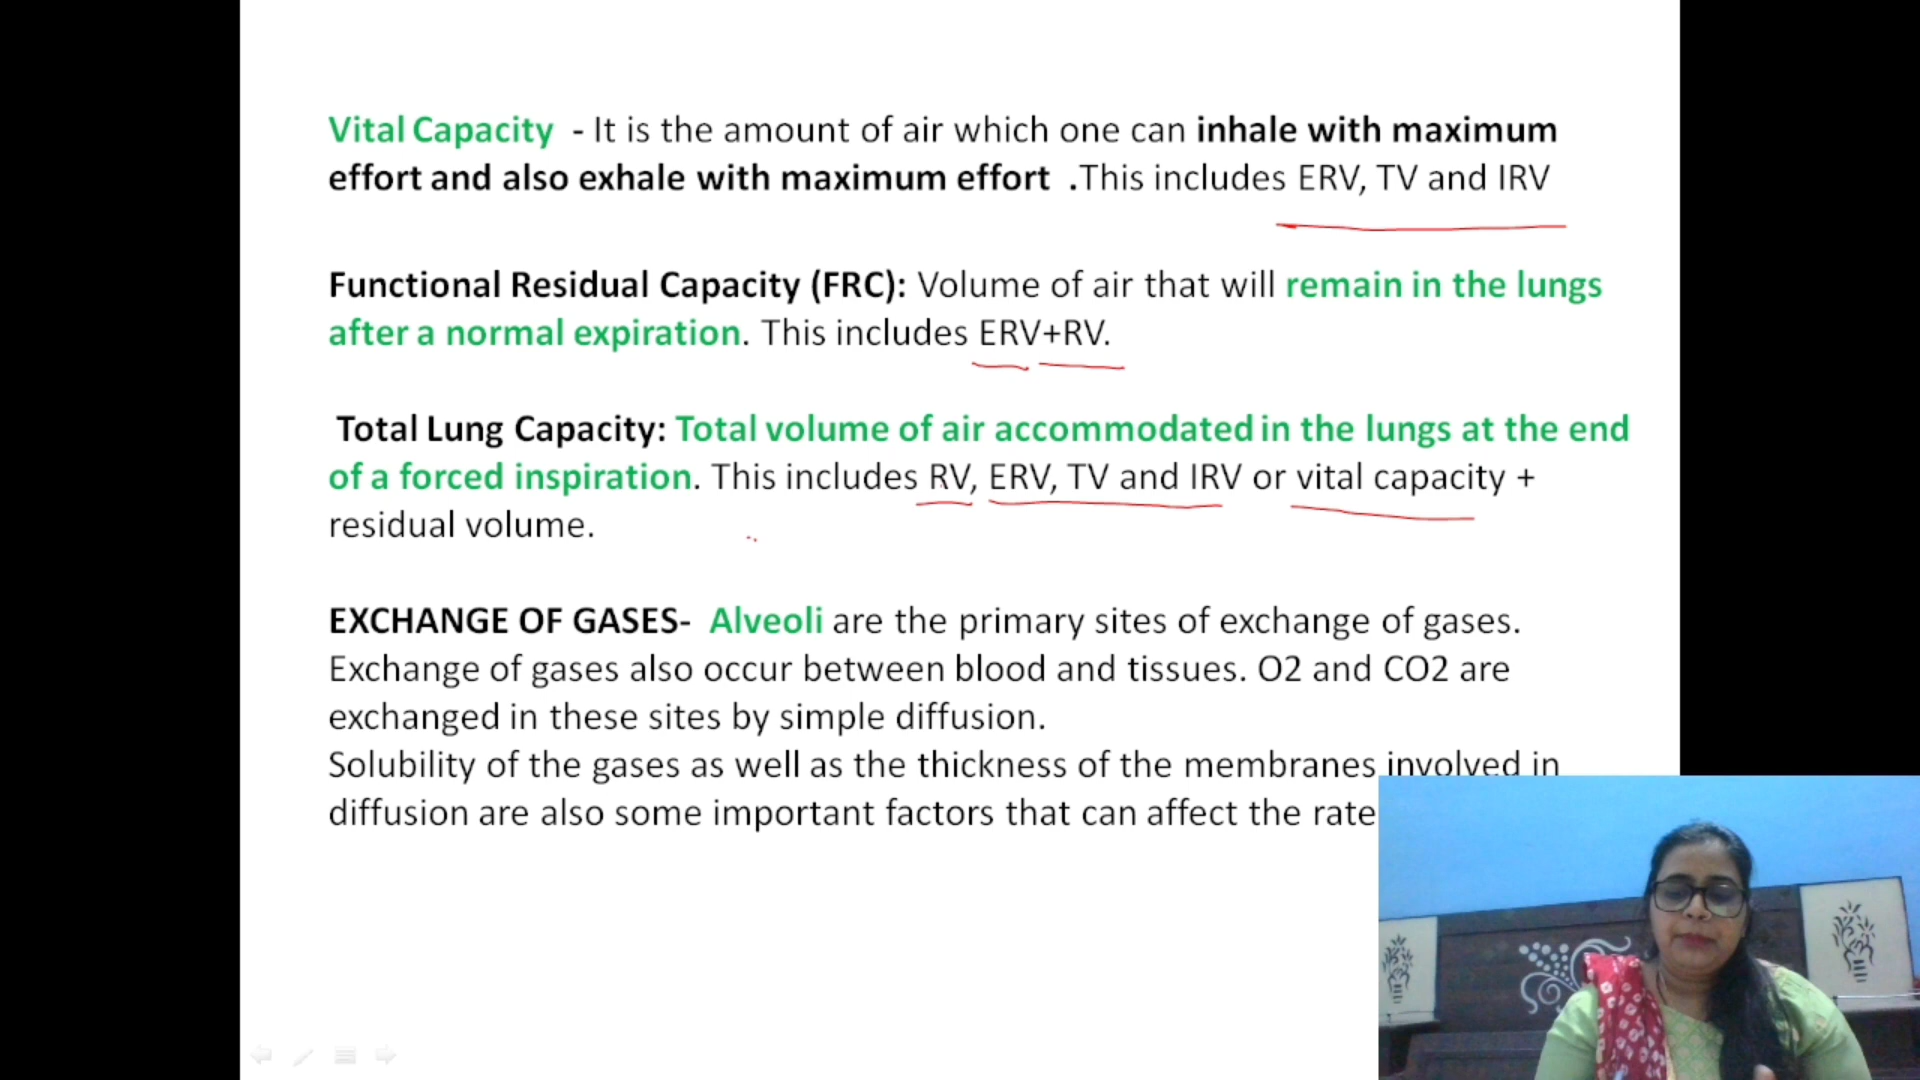 Vital Capacity - It is the amount of air which one can inhale with maximum
effort and also exhale with maximum effort .This includes ERV, TV and IRV
Functional Residual Capacity (FRC): Volume of air that will remain in the lungs
after a normal expiration. This includes ERV+RV.
Total Lung Capacity: Total volume of air accommodated in the lungs at the end
of a forced inspiration. This includes RV, ERV, TV and IRV or vital capacity +
residual volume.
EXCHANGE OF GASES- Alveoli are the primary sites of exchange of gases.
Exchange of gases also occur between blood and tissues. O2 and CO2 are
exchanged in these sites by simple diffusion.
Solubility of the gases as well as the thickness of the membranes involved in
diffusion are also some important factors that can affect the rate